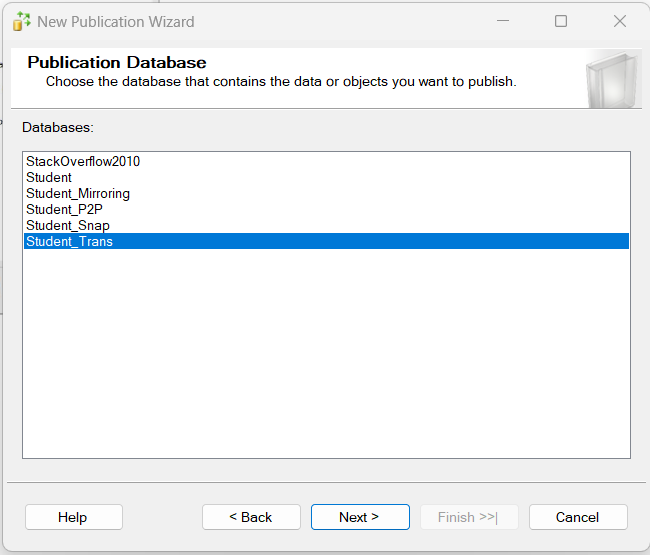 New Publication Wizard
Publication Database
Choose the database that contains the data or objects you want to publish.
Databases:
StackOverflow2010
Student
Student_Mirroring
Student_P2P
Student_Snap
Student_Trans
Help
< Back
Next >
Finish >>|
Cancel